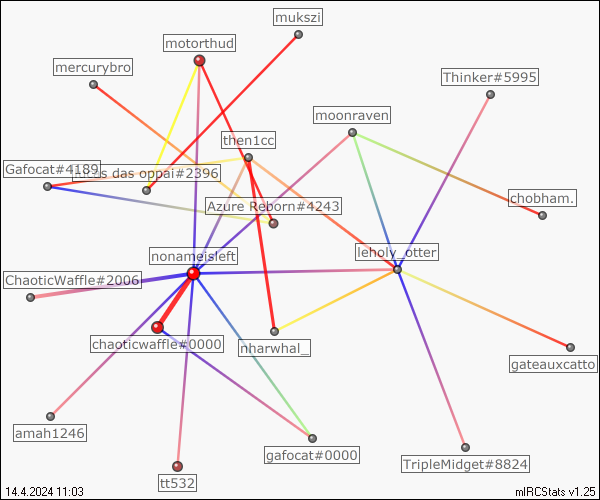 mukszi
motorthud
mercurybro
Thinker#5995
moonraven
then1cc
Gafocat#4189
das oppai#2396
chobham.
Azure Reborn#4243
nonameisleft
leholy_otter
ChaoticWaffle#2006
chaoticwaffle#0000
nharwhal_
gateauxcatto
amah1246
gafocat#0000
TripleMidget#8824
tt532
14.4.2024 11:03
mIRCStats v1.25